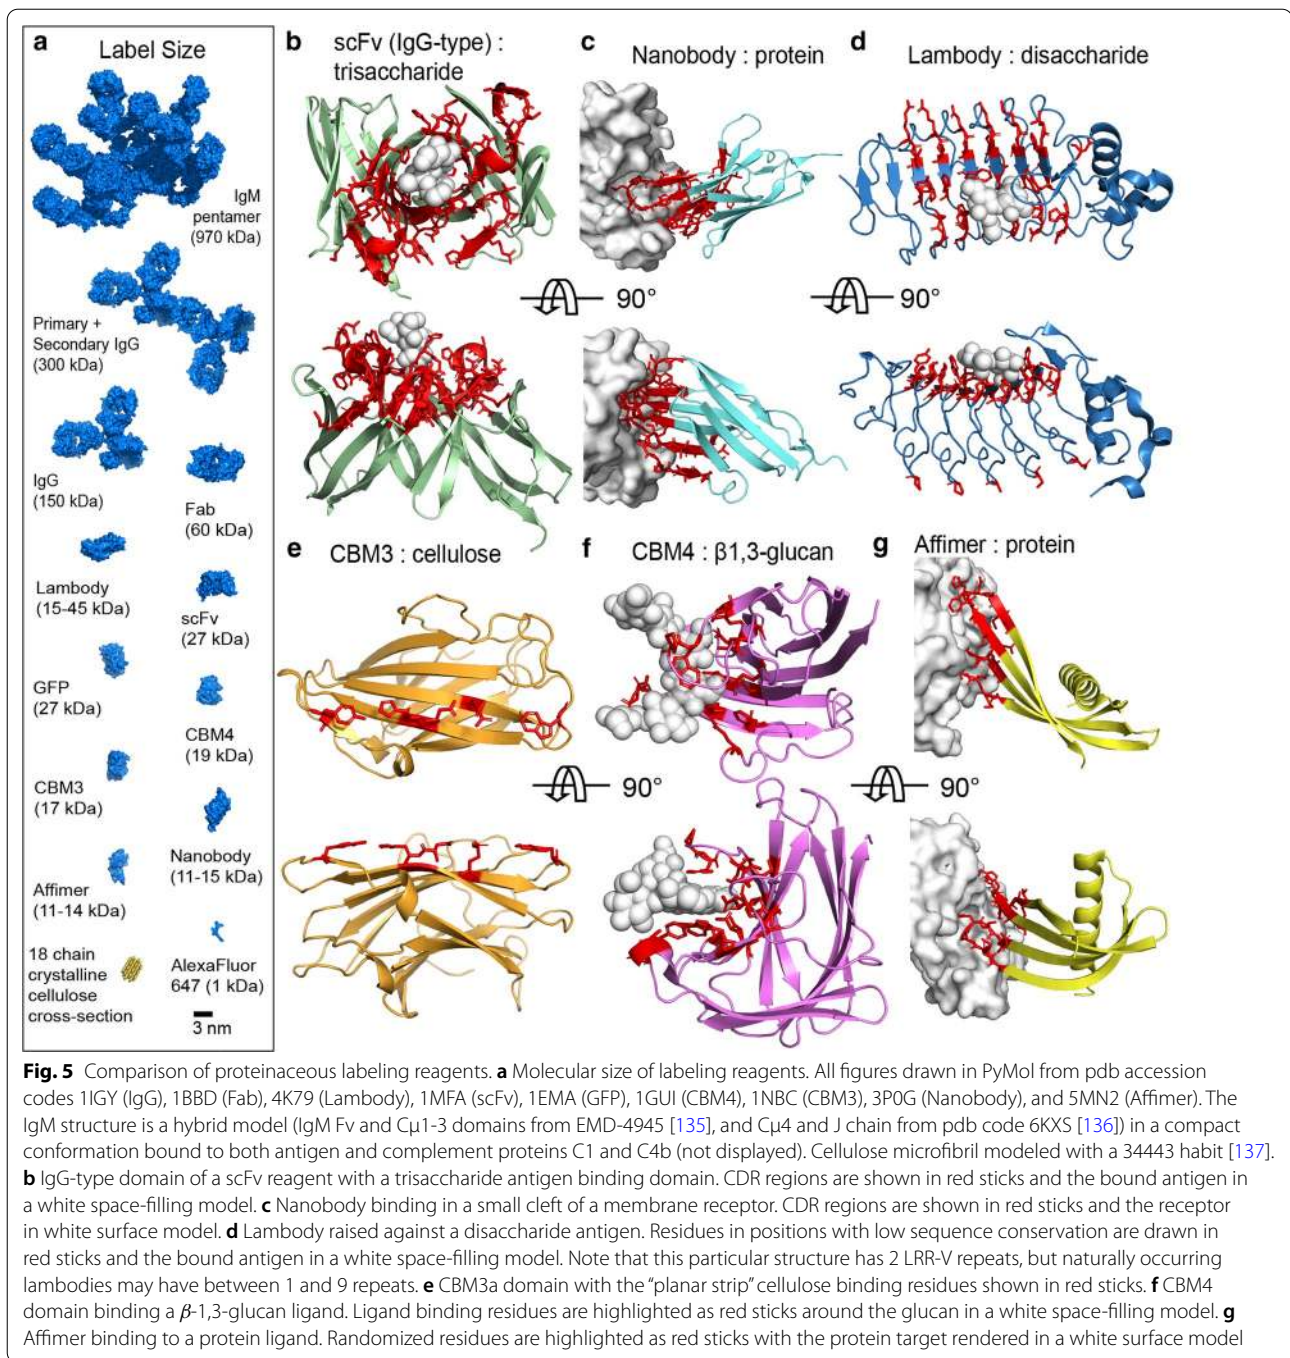 a
Label Size
IgM
pentamer
(970 kDa)
Primary +
Secondary IgG
(300 kDa)
IgG
(150 kDa)
Fab
(60 kDa)
Lambody
(15-45 kDa)
scFv
(27 kDa)
GFP
(27 kDa)
CBM4
(19 kDa)
CBM3
(17 kDa)
Nanobody
(11-15 kDa)
Affimer
(11-14 kDa)
18 chain
crystalline
cellulose
cross-section
AlexaFluor
647 (1 kDa)
3 nm
b
scFv (IgG-type) :
trisaccharide
c
Nanobody : protein
d
Lambody : disaccharide
90°
90°
e
CBM3 : cellulose
f
CBM4 : β1,3-glucan
g
Affimer : protein
90°
90°
Fig. 5 Comparison of proteinaceous labeling reagents. a Molecular size of labeling reagents. All figures drawn in PyMol from pdb accession
codes 1IGY (IgG), 1BBD (Fab), 4K79 (Lambody), 1MFA (scFv), 1EMA (GFP), 1GUI (CBM4), 1NBC (CBM3), 3P0G (Nanobody), and 5MN2 (Affimer). The
IgM structure is a hybrid model (IgM Fv and Cμ1-3 domains from EMD-4945 [135], and Cμ4 and J chain from pdb code 6KXS [136]) in a compact
conformation bound to both antigen and complement proteins C1 and C4b (not displayed). Cellulose microfibril modeled with a 34443 habit [137].
b IgG-type domain of a scFv reagent with a trisaccharide antigen binding domain. CDR regions are shown in red sticks and the bound antigen in
a white space-filling model. c Nanobody binding in a small cleft of a membrane receptor. CDR regions are shown in red sticks and the receptor
in white surface model. d Lambody raised against a disaccharide antigen. Residues in positions with low sequence conservation are drawn in
red sticks and the bound antigen in a white space-filling model. Note that this particular structure has 2 LRR-V repeats, but naturally occurring
lambodies may have between 1 and 9 repeats. e CBM3a domain with the “planar strip” cellulose binding residues shown in red sticks. f CBM4
domain binding a β-1,3-glucan ligand. Ligand binding residues are highlighted as red sticks around the glucan in a white space-filling model. g
Affimer binding to a protein ligand. Randomized residues are highlighted as red sticks with the protein target rendered in a white surface model